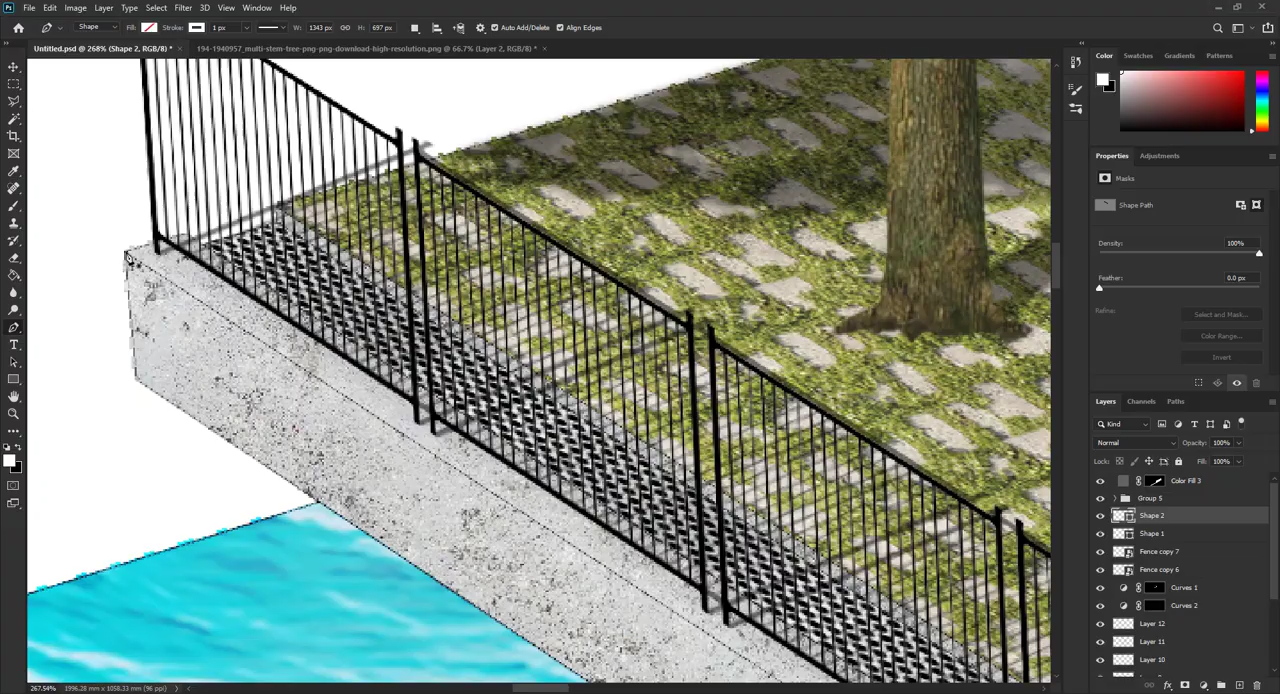 Ps File Edit Image Layer Type Select Filter 3D View Window Help
Shape Fill: Stroke: 1 px W: 1343 px H: 697 px Auto Add/Delete Align Edges
Untitled.psd @ 268% (Shape 2, RGB/8) * × 194-1940957_multi-stem-tree-png-png-download-high-resolution.png @ 66.7% (Layer 2, RGB/8) * ×
Color Swatches Gradients Patterns
Properties Adjustments
Masks
Shape Path
Density: 100%
Feather: 0.0 px
Refine: Select and Mask...
Color Range...
Invert
Layers Channels Paths
Kind
Normal Opacity: 100%
Lock: Fill: 100%
Color Fill 3
Group 5
Shape 2
Shape 1
Fence copy 7
Fence copy 6
Curves 1
Curves 2
Layer 12
Layer 11
Layer 10
267.54% 1996.28 mm x 1058.33 mm (96 ppi)